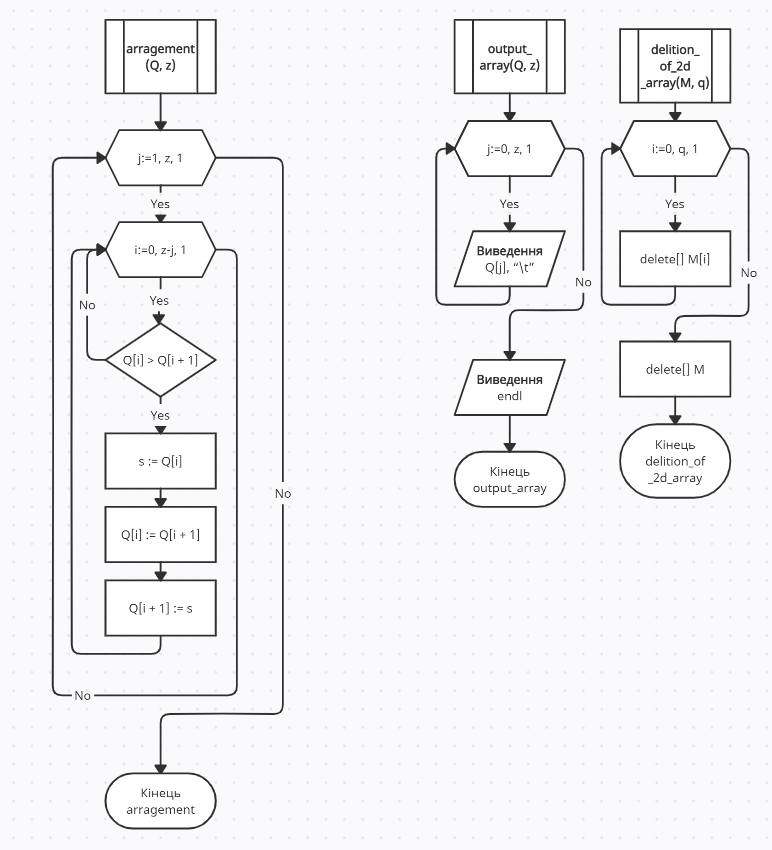 arragement
(Q, z)
j:=1, z, 1
Yes
i:=0, z-j, 1
No
Yes
Q[i] > Q[i + 1]
Yes
s := Q[i]
No
Q[i] := Q[i + 1]
Q[i + 1] := s
No
Кінець
arragement
output_
array(Q, z)
j:=0, z, 1
Yes
Виведення
Q[j], “\t”
No
Виведення
endl
Кінець
output_array
delition_
of_2d
_array(M, q)
i:=0, q, 1
Yes
delete[] M[i]
No
delete[] M
Кінець
delition_of
_2d_array